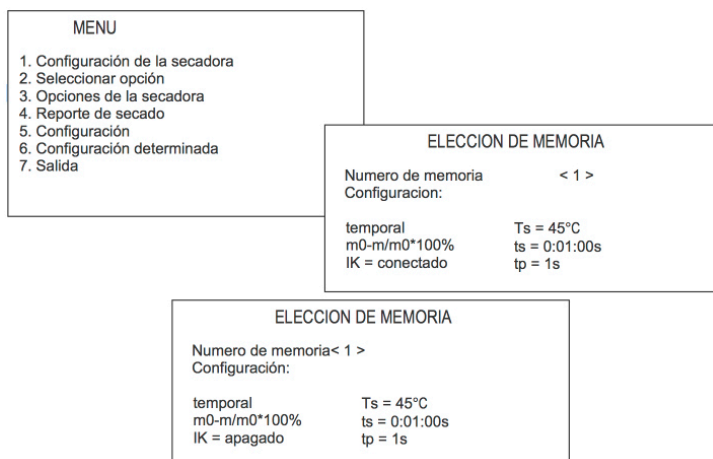 MENU
1. Configuración de la secadora
2. Seleccionar opción
3. Opciones de la secadora
4. Reporte de secado
5. Configuración
6. Configuración determinada
7. Salida
ELECCION DE MEMORIA
Numero de memoria < 1 >
Configuracion:
temporal Ts = 45°C
m0-m/m0*100% ts = 0:01:00s
IK = conectado tp = 1s
ELECCION DE MEMORIA
Numero de memoria< 1 >
Configuración:
temporal Ts = 45°C
m0-m/m0*100% ts = 0:01:00s
IK = apagado tp = 1s